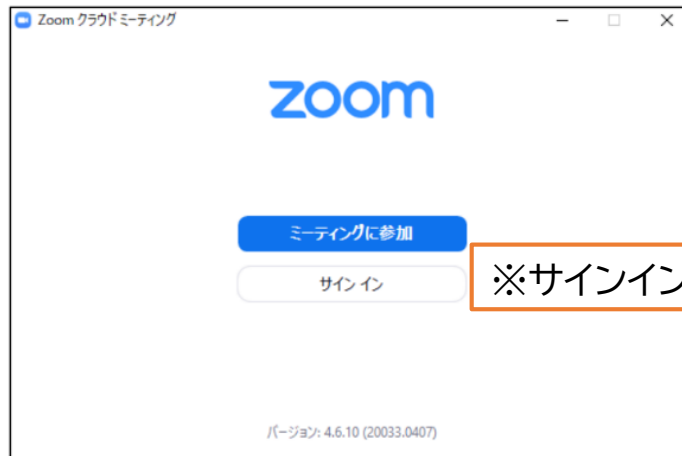 Zoom クラウド ミーティング
zoom
ミーティングに参加
サイン イン
※サインイン
バージョン: 4.6.10 (20033.0407)